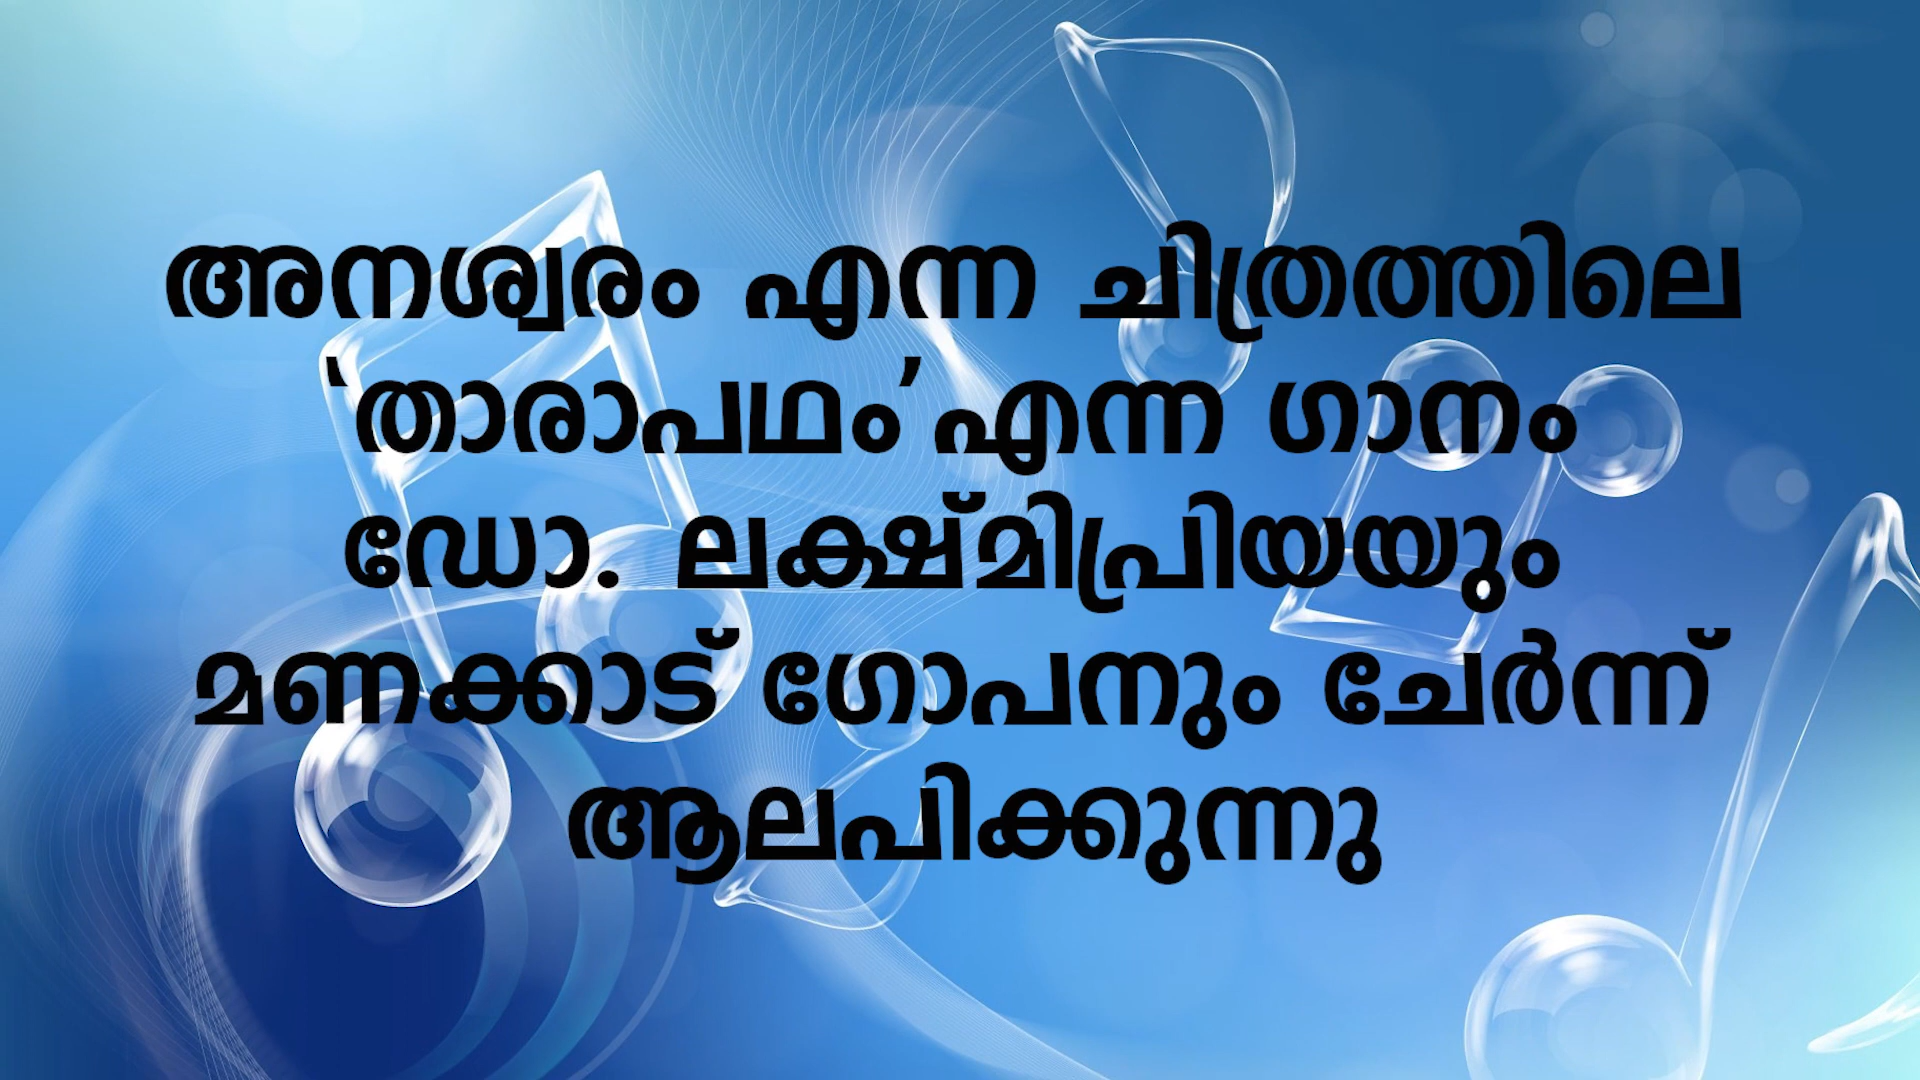 അനശ്വരം എന്ന ചിത്രത്തിലെ
‘താരാപഥം’ എന്ന ഗാനം
ഡോ. ലക്ഷ്മിപ്രിയയും
മണക്കാട് ഗോപനും ചേർന്ന്
ആലപിക്കുന്നു